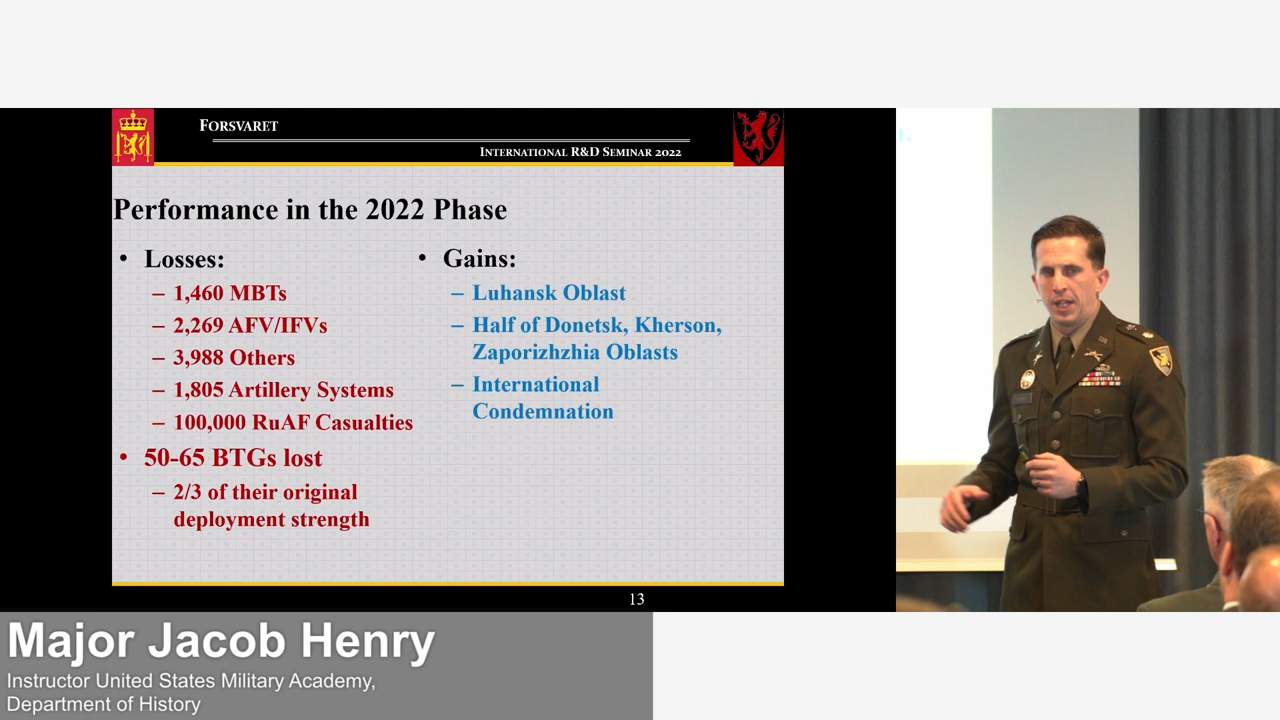 FORSVARET
INTERNATIONAL R&D SEMINAR 2022
Performance in the 2022 Phase
• Losses:
– 1,460 MBTs
– 2,269 AFV/IFVs
– 3,988 Others
– 1,805 Artillery Systems
– 100,000 RuAF Casualties
• 50-65 BTGs lost
– 2/3 of their original
deployment strength
• Gains:
– Luhansk Oblast
– Half of Donetsk, Kherson,
Zaporizhzhia Oblasts
– International
Condemnation
13
Major Jacob Henry
Instructor United States Military Academy,
Department of History